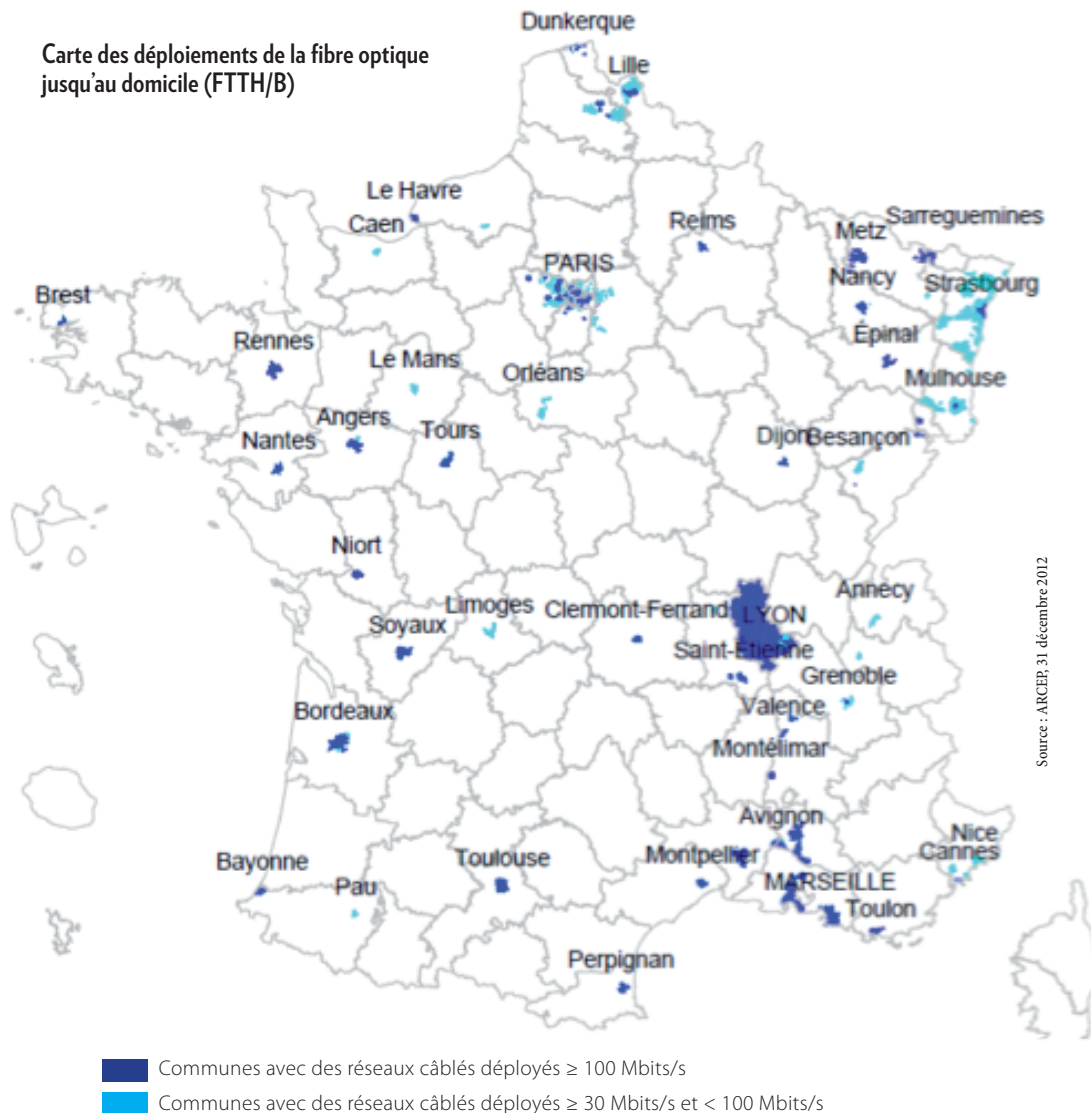 Carte des déploiements de la fibre optique
jusqu'au domicile (FTTH/B)
Dunkerque
Lille
Le Havre
Caen
Reims
Sarreguemines
Metz
PARIS
Nancy
Strasbourg
Brest
Rennes
Épinal
Le Mans
Orléans
Mulhouse
Angers
Tours
Nantes
Dijon
Besançon
Niort
Annecy
Limoges
Clermont-Ferrand
LYON
Soyaux
Saint-Étienne
Grenoble
Bordeaux
Valence
Montélimar
Avignon
Nice
Cannes
Bayonne
Toulouse
Montpellier
Pau
MARSEILLE
Toulon
Perpignan
Source : ARCEP, 31 décembre 2012
Communes avec des réseaux câblés déployés ≥ 100 Mbits/s
Communes avec des réseaux câblés déployés ≥ 30 Mbits/s et < 100 Mbits/s